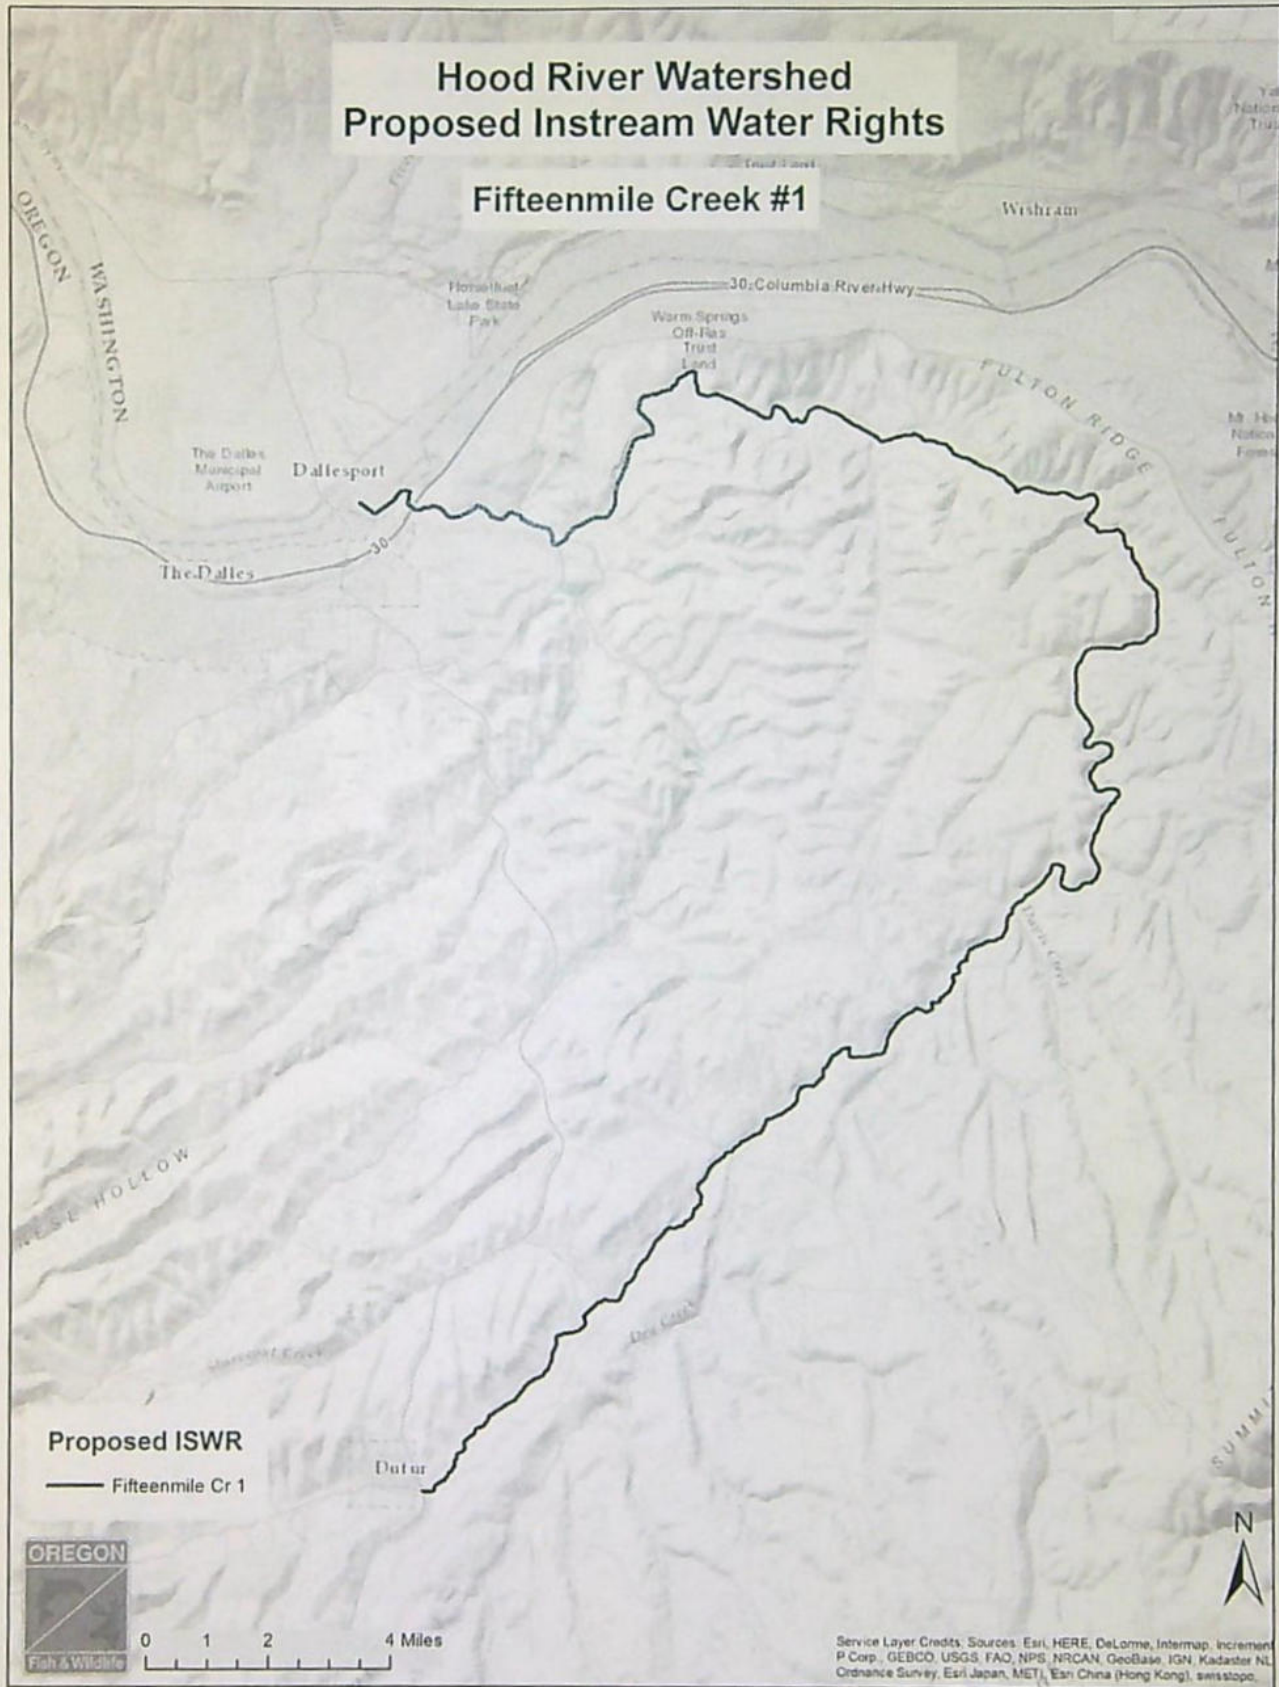 Hood River Watershed
Proposed Instream Water Rights
Fifteenmile Creek #1
Wishram
OREGON
WASHINGTON
Lake State
Park
30
Columbia River Hwy
Warm Springs
Trust
Land
FULTON RIDGE
FULTON
The Dalles
Municipal
Airport
Dallesport
30
The Dalles
HOLLOW
Dry Creek
Dufur
SUMMI
Proposed ISWR
Fifteenmile Cr 1
N
OREGON
Fish & Wildlife
0 1 2 4 Miles
Service Layer Credits: Sources: Esri, HERE, DeLorme, Intermap, increment
P Corp., GEBCO, USGS, FAO, NPS, NRCAN, GeoBase, IGN, Kadaster NL,
Ordnance Survey, Esri Japan, METI, Esri China (Hong Kong), swisstopo,